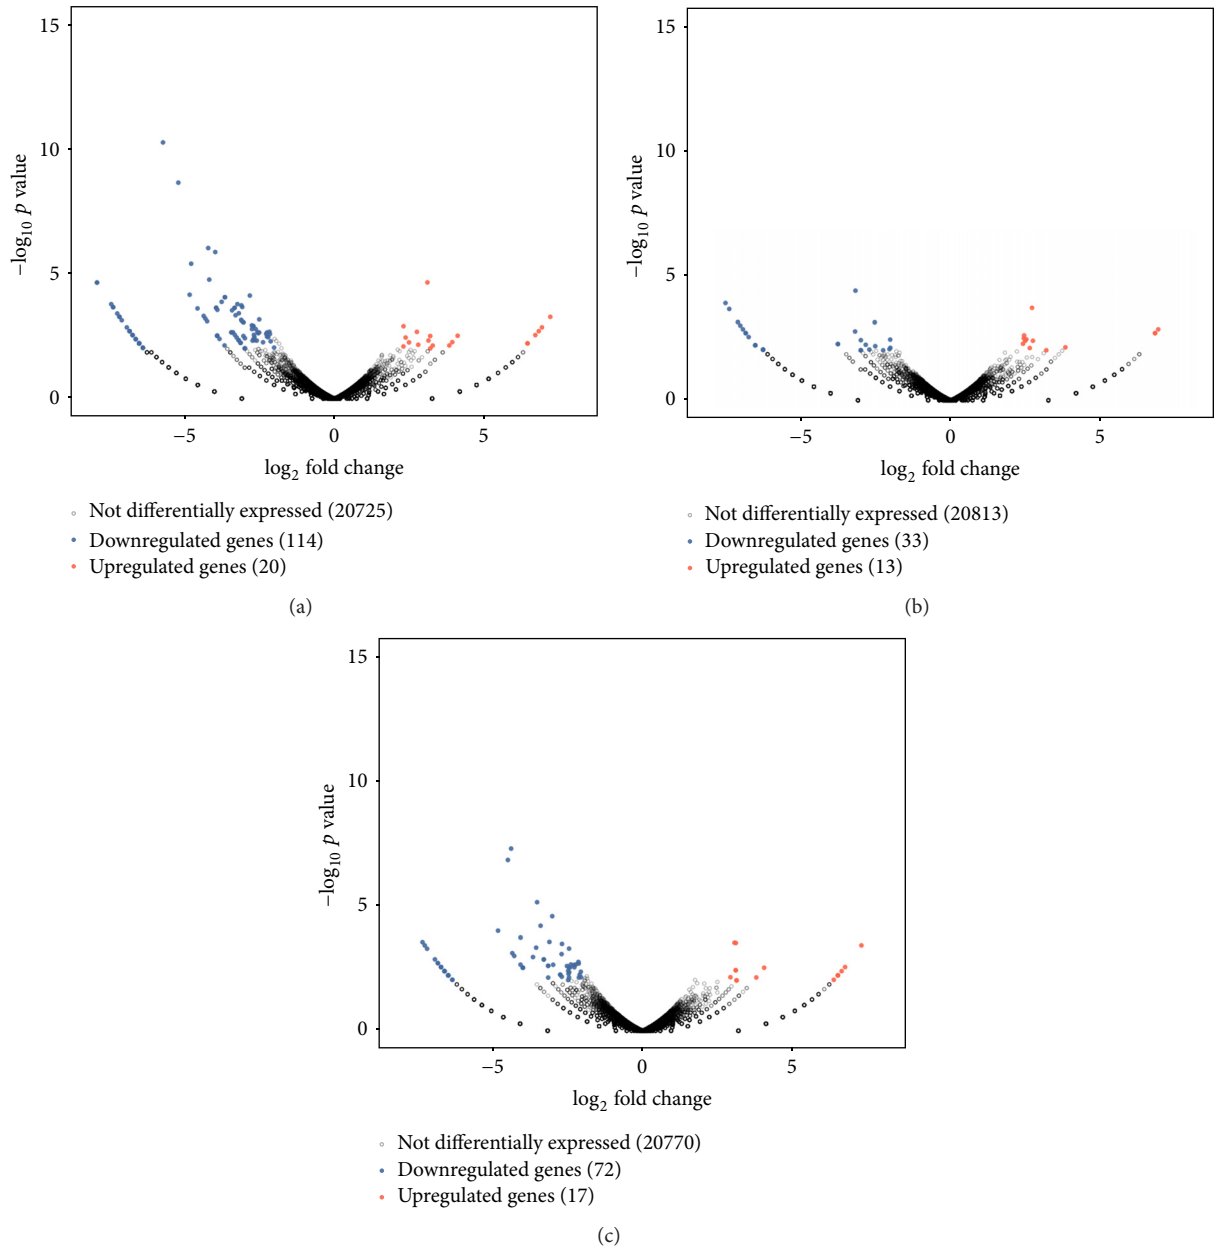 15
10
5
0
−log10 p value
−5
0
5
log2 fold change
Not differentially expressed (20725)
Downregulated genes (114)
Upregulated genes (20)
(a)
15
10
5
0
−log10 p value
−5
0
5
log2 fold change
Not differentially expressed (20813)
Downregulated genes (33)
Upregulated genes (13)
(b)
15
10
5
0
−log10 p value
−5
0
5
log2 fold change
Not differentially expressed (20770)
Downregulated genes (72)
Upregulated genes (17)
(c)